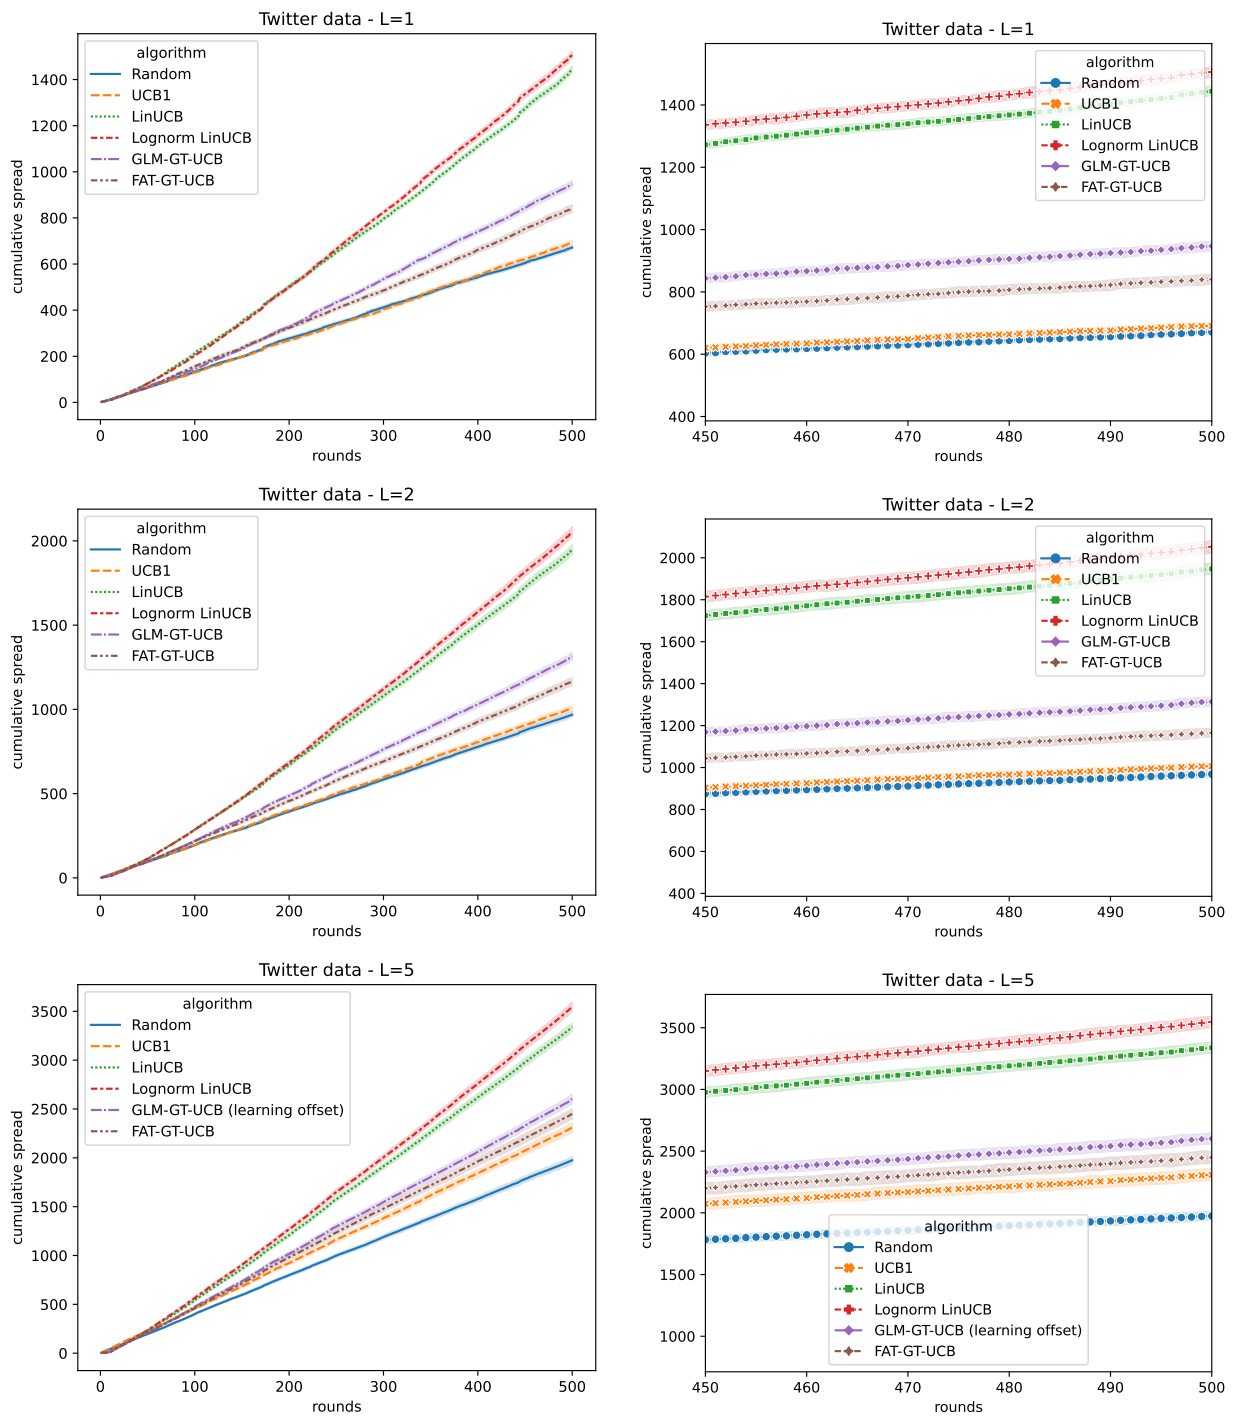 Twitter data - L=1
cumulative spread
1400
1200
1000
800
600
400
200
0
algorithm
Random
UCB1
LinUCB
Lognorm LinUCB
GLM-GT-UCB
FAT-GT-UCB
0 100 200 300 400 500
rounds
Twitter data - L=1
cumulative spread
1400
1200
1000
800
600
400
algorithm
Random
UCB1
LinUCB
Lognorm LinUCB
GLM-GT-UCB
FAT-GT-UCB
450 460 470 480 490 500
rounds
Twitter data - L=2
cumulative spread
2000
1500
1000
500
0
algorithm
Random
UCB1
LinUCB
Lognorm LinUCB
GLM-GT-UCB
FAT-GT-UCB
0 100 200 300 400 500
rounds
Twitter data - L=2
cumulative spread
2000
1800
1600
1400
1200
1000
800
600
400
algorithm
Random
UCB1
LinUCB
Lognorm LinUCB
GLM-GT-UCB
FAT-GT-UCB
450 460 470 480 490 500
rounds
Twitter data - L=5
cumulative spread
3500
3000
2500
2000
1500
1000
500
0
algorithm
Random
UCB1
LinUCB
Lognorm LinUCB
GLM-GT-UCB (learning offset)
FAT-GT-UCB
0 100 200 300 400 500
rounds
Twitter data - L=5
cumulative spread
3500
3000
2500
2000
1500
1000
algorithm
Random
UCB1
LinUCB
Lognorm LinUCB
GLM-GT-UCB (learning offset)
FAT-GT-UCB
450 460 470 480 490 500
rounds